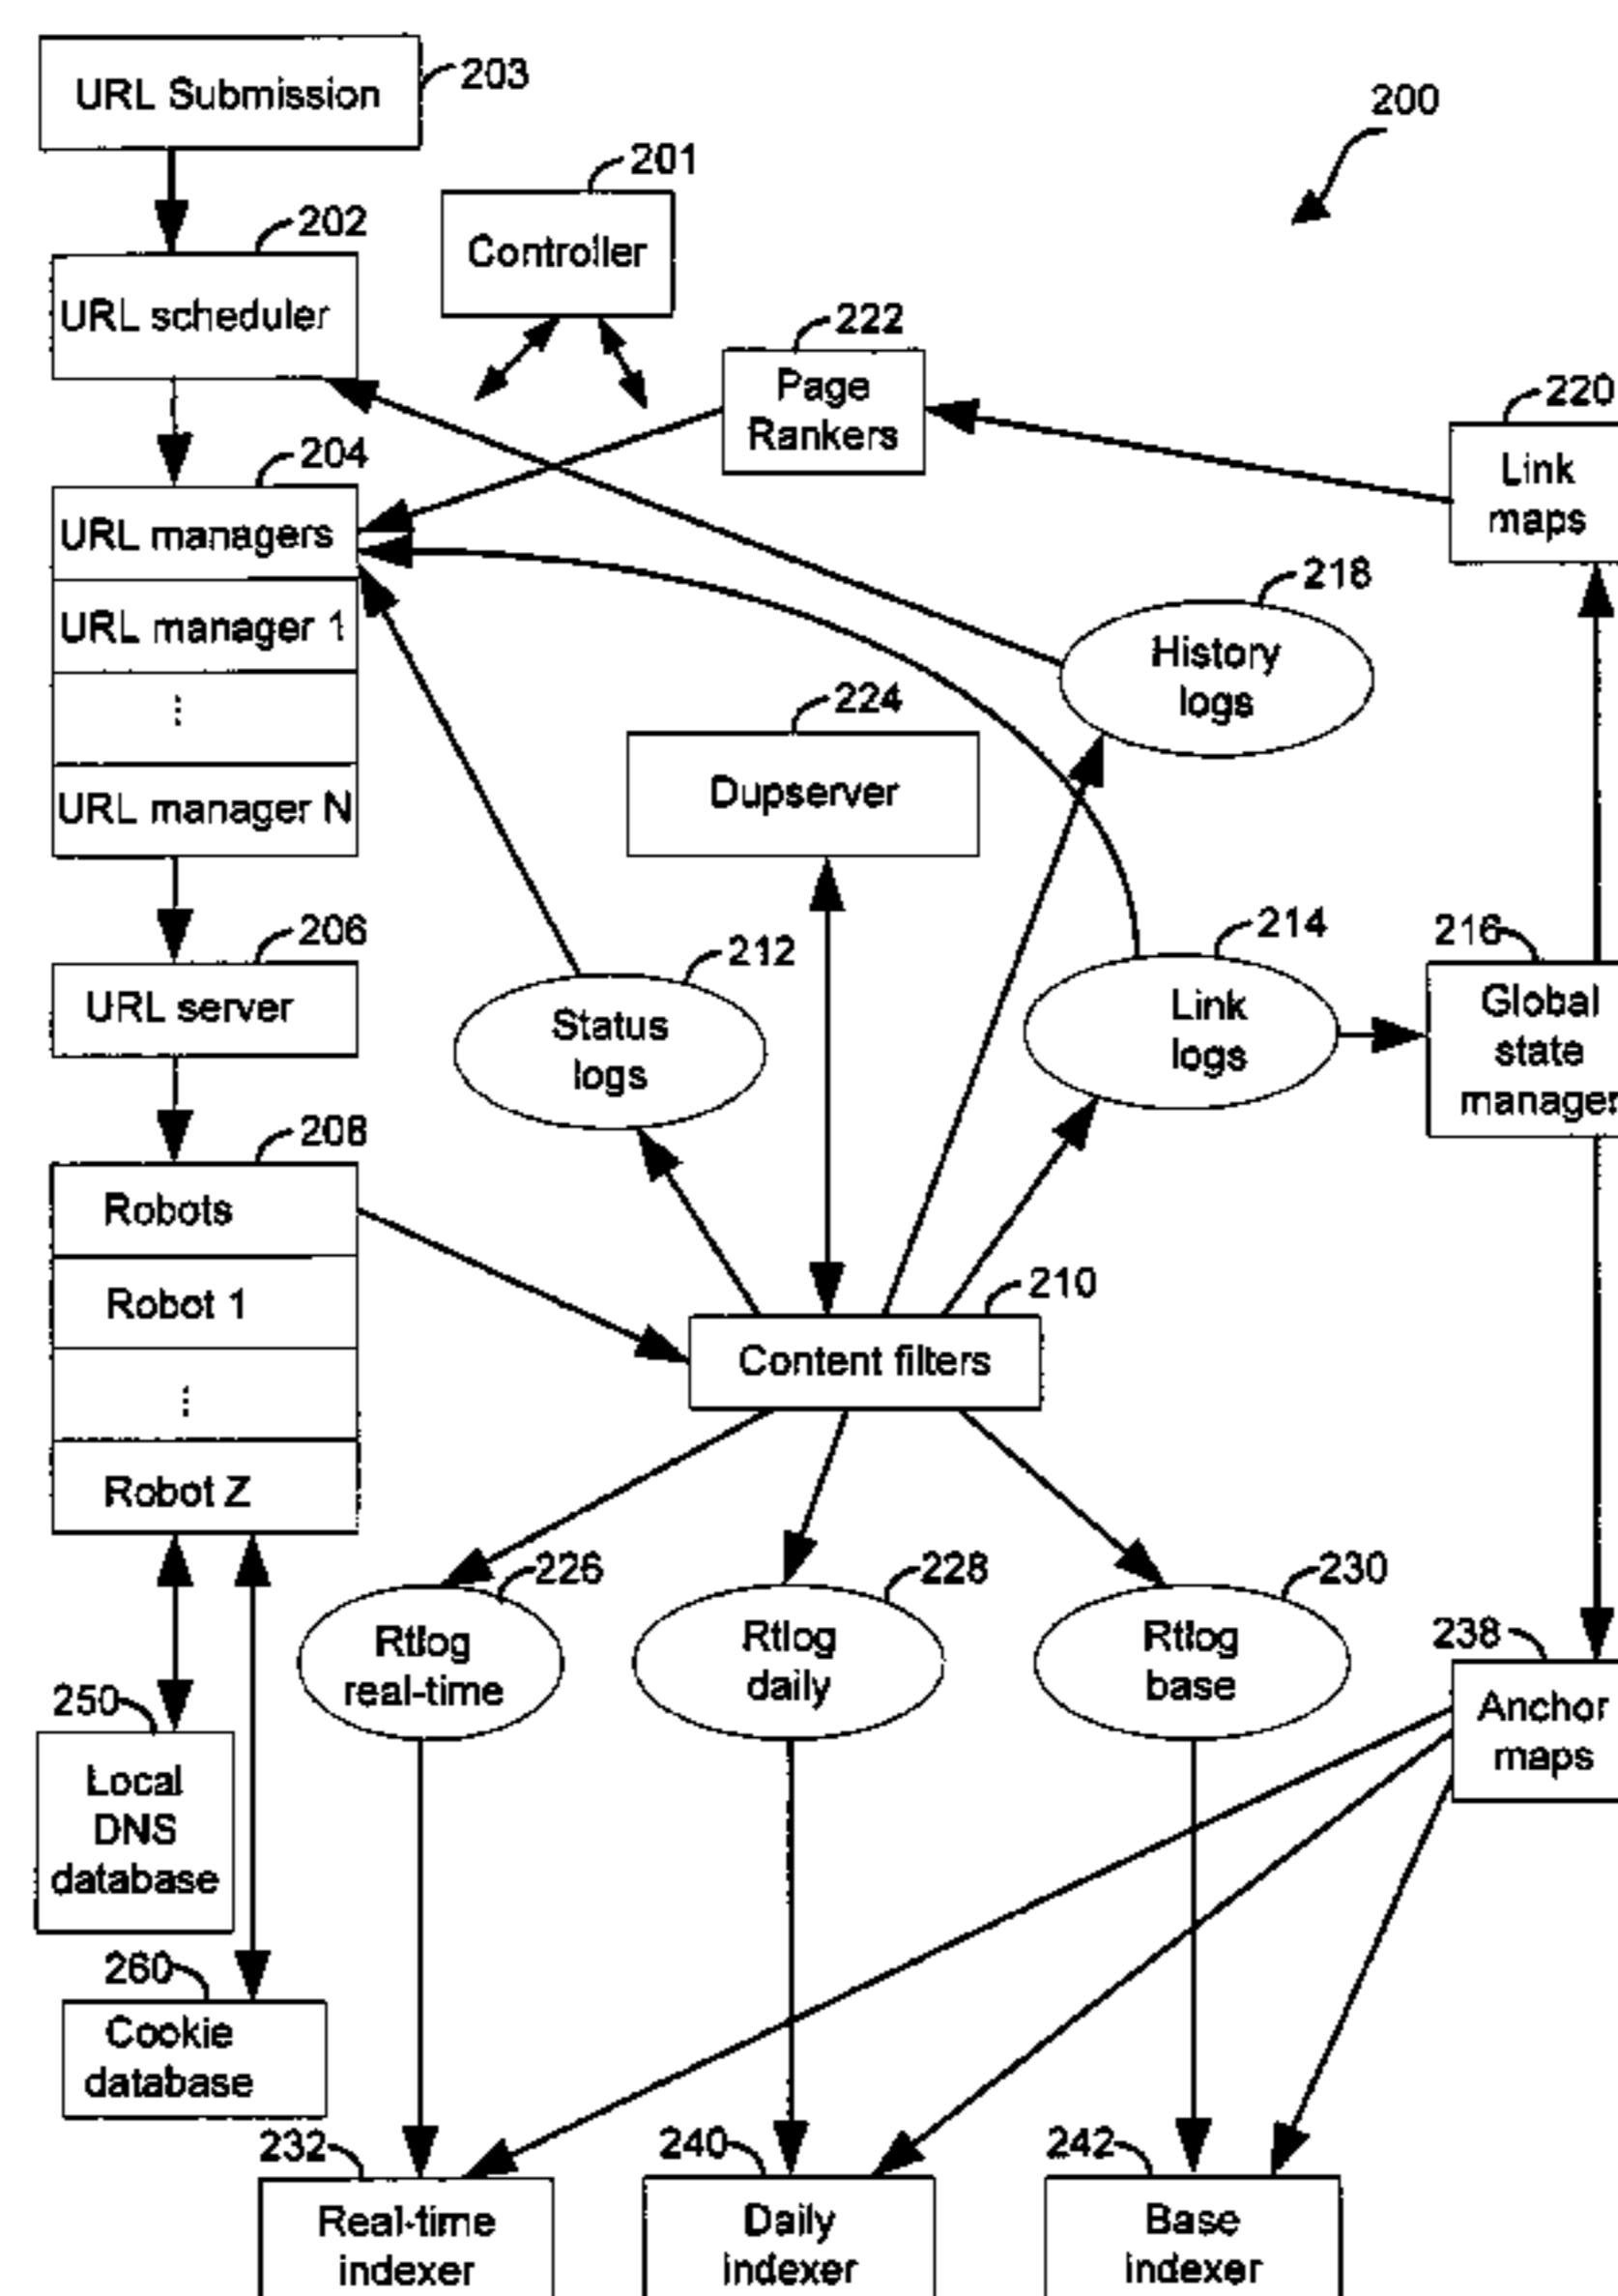 URL Submission
203
200
201
Controller
202
URL scheduler
222
Page
Rankers
220
Link
maps
204
URL managers
URL manager 1
⋮
URL manager N
218
History
logs
224
Dupserver
206
URL server
212
Status
logs
214
Link
logs
216
Global
state
manager
208
Robots
Robot 1
⋮
Robot Z
210
Content filters
226
Rtlog
real-time
228
Rtlog
daily
230
Rtlog
base
238
Anchor
maps
250
Local
DNS
database
260
Cookie
database
232
Real-time
indexer
240
Daily
indexer
242
Base
indexer